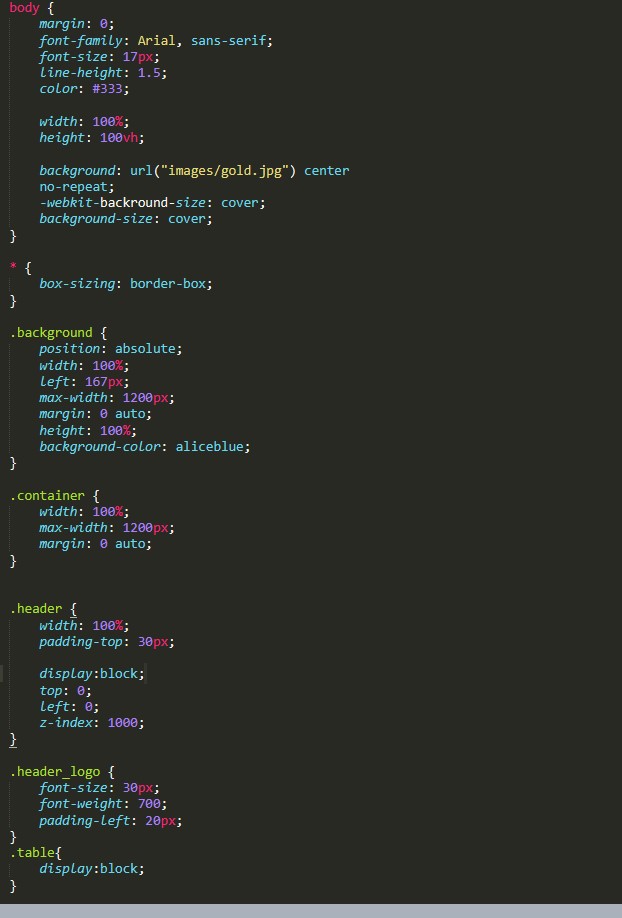 body {
margin: 0;
font-family: Arial, sans-serif;
font-size: 17px;
line-height: 1.5;
color: #333;
width: 100%;
height: 100vh;
background: url("images/gold.jpg") center
no-repeat;
-webkit-backround-size: cover;
background-size: cover;
}
* {
box-sizing: border-box;
}
.background {
position: absolute;
width: 100%;
left: 167px;
max-width: 1200px;
margin: 0 auto;
height: 100%;
background-color: aliceblue;
}
.container {
width: 100%;
max-width: 1200px;
margin: 0 auto;
}
.header {
width: 100%;
padding-top: 30px;
display:block;
top: 0;
left: 0;
z-index: 1000;
}
.header_logo {
font-size: 30px;
font-weight: 700;
padding-left: 20px;
}
.table{
display:block;
}